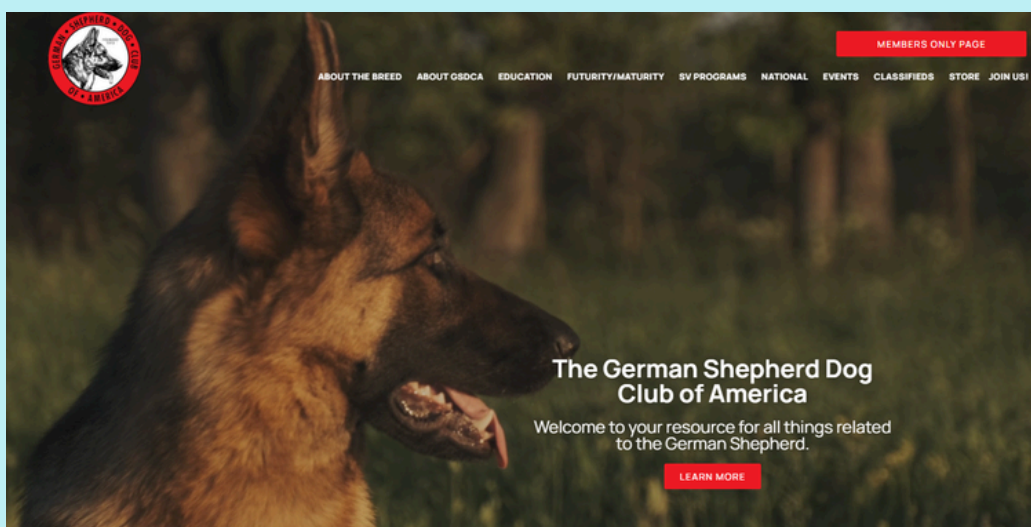 GERMAN • SHEPHERD • DOG • CLUB
OF • AMERICA
MEMBERS ONLY PAGE
ABOUT THE BREED ABOUT GSDCA EDUCATION FUTURITY/MATURITY SV PROGRAMS NATIONAL EVENTS CLASSIFIEDS STORE JOIN US!
The German Shepherd Dog
Club of America
Welcome to your resource for all things related
to the German Shepherd.
LEARN MORE